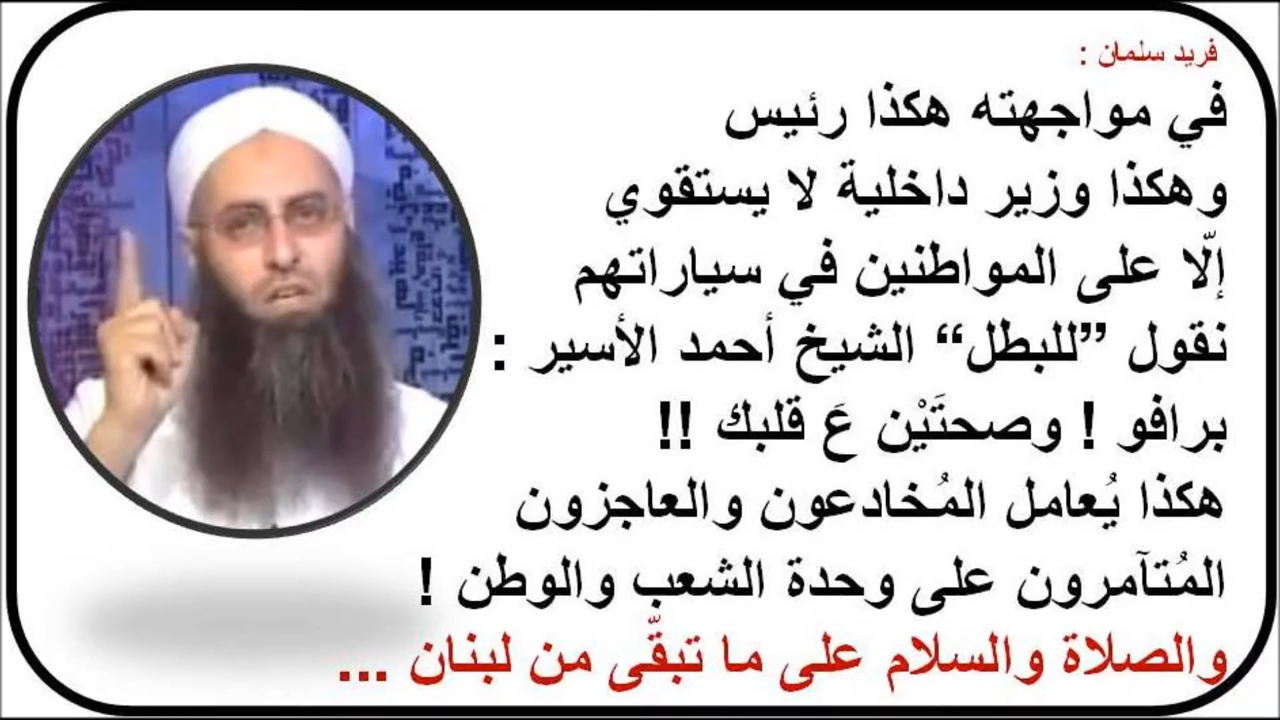 فريد سلمان :
في مواجهته هكذا رئيس
وهكذا وزير داخلية لا يستقوي
إلّا على المواطنين في سياراتهم
نقول ”للبطل“ الشيخ أحمد الأسير :
برافو ! وصحتَيْن عَ قلبك !!
هكذا يُعامل المُخادعون والعاجزون
المُتآمرون على وحدة الشعب والوطن !
والصلاة والسلام على ما تبقّى من لبنان ...